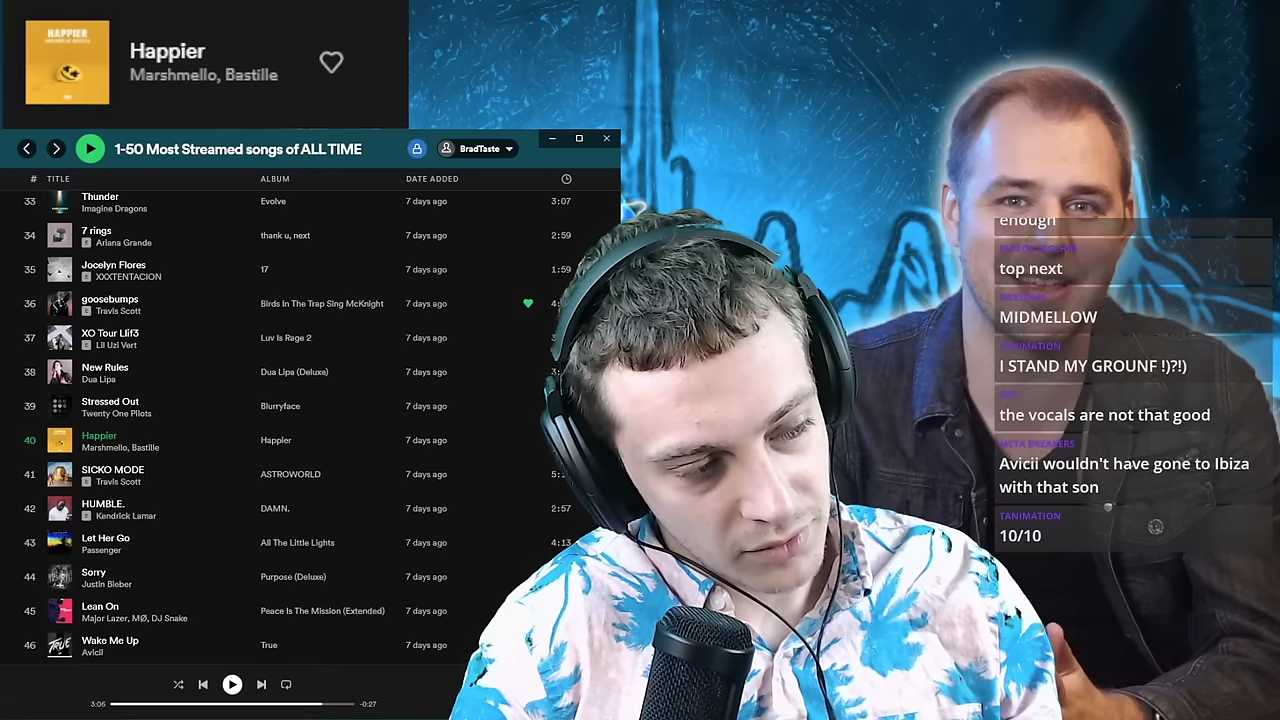 HAPPIER
Happier
Marshmello, Bastille
1-50 Most Streamed songs of ALL TIME
BradTaste
# TITLE ALBUM DATE ADDED
33 Thunder Evolve 7 days ago 3:07
Imagine Dragons
34 7 rings thank u, next 7 days ago 2:59
E Ariana Grande
35 Jocelyn Flores 17 7 days ago 1:59
E XXXTENTACION
36 goosebumps Birds In The Trap Sing McKnight 7 days ago 4:
E Travis Scott
37 XO Tour Llif3 Luv Is Rage 2 7 days ago
E Lil Uzi Vert
38 New Rules Dua Lipa (Deluxe) 7 days ago
Dua Lipa
39 Stressed Out Blurryface 7 days ago
Twenty One Pilots
40 Happier Happier 7 days ago
Marshmello, Bastille
41 SICKO MODE ASTROWORLD 7 days ago 5:
E Travis Scott
42 HUMBLE. DAMN. 7 days ago 2:57
E Kendrick Lamar
43 Let Her Go All The Little Lights 7 days ago 4:13
Passenger
44 Sorry Purpose (Deluxe) 7 days ago
Justin Bieber
45 Lean On Peace Is The Mission (Extended) 7 days ago
Major Lazer, MØ, DJ Snake
46 Wake Me Up True 7 days ago
Avicii
TRUE
3:06 -0:27
enough
top next
MIDMELLOW
TANIMATION
I STAND MY GROUNF !)?!)
the vocals are not that good
META BREAKERS
Avicii wouldn't have gone to Ibiza
with that son
TANIMATION
10/10